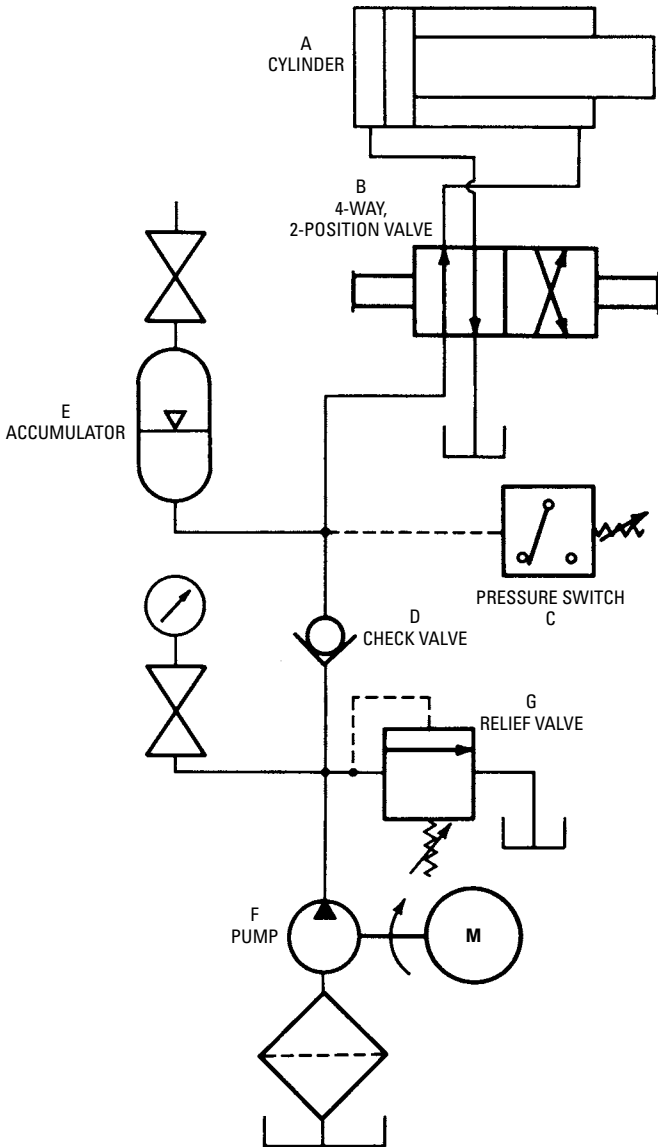 A
CYLINDER
B
4-WAY,
2-POSITION VALVE
E
ACCUMULATOR
PRESSURE SWITCH
C
D
CHECK VALVE
G
RELIEF VALVE
F
PUMP
M